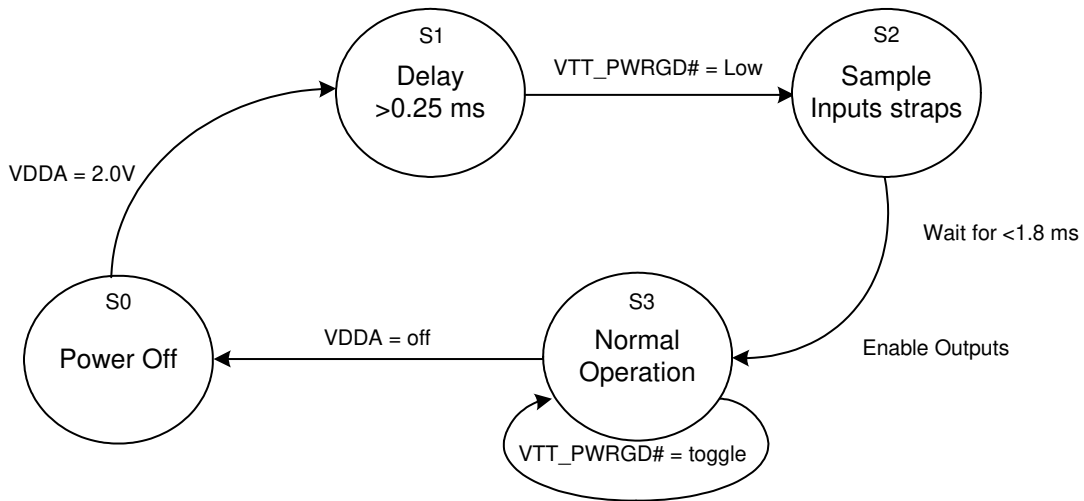 S1
Delay
>0.25 ms
VTT_PWRGD# = Low
S2
Sample
Inputs straps
VDDA = 2.0V
Wait for <1.8 ms
S0
Power Off
VDDA = off
S3
Normal
Operation
Enable Outputs
VTT_PWRGD# = toggle